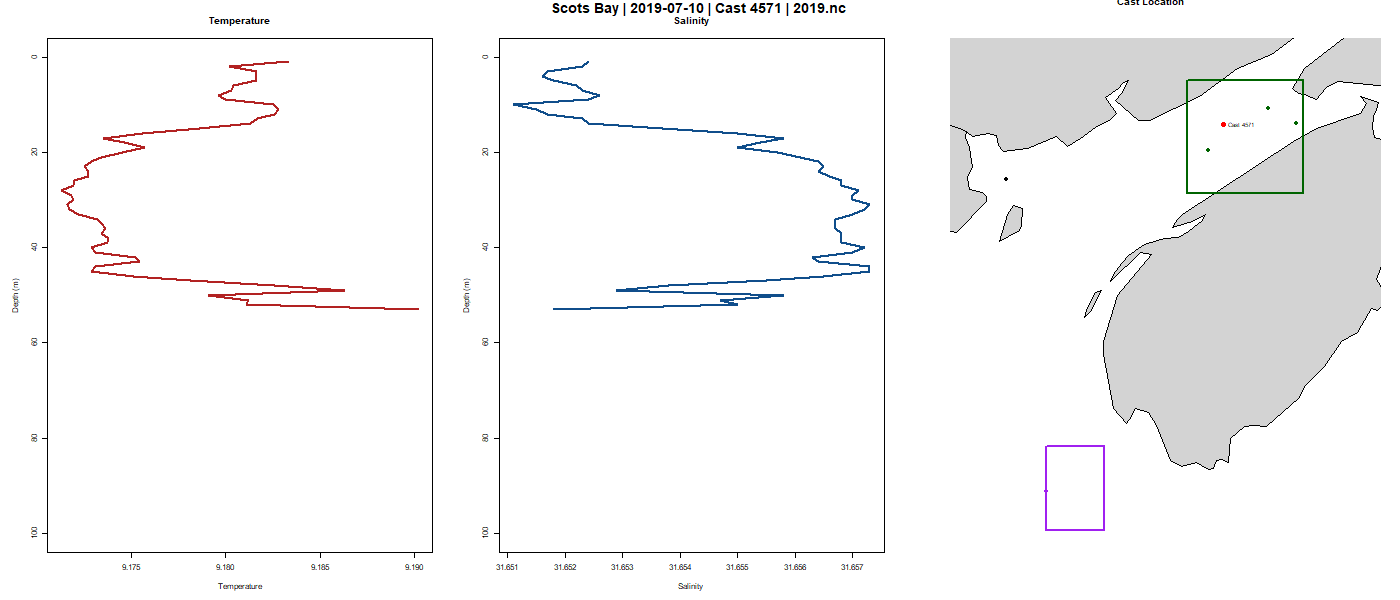 Scots Bay | 2019-07-10 | Cast 4571 | 2019.nc
Temperature
Salinity
Cast Location
0
20
40
60
80
100
Depth (m)
9.175
9.180
9.185
9.190
Temperature
0
20
40
60
80
100
Depth (m)
31.651
31.652
31.653
31.654
31.655
31.656
31.657
Salinity
Cast 4571